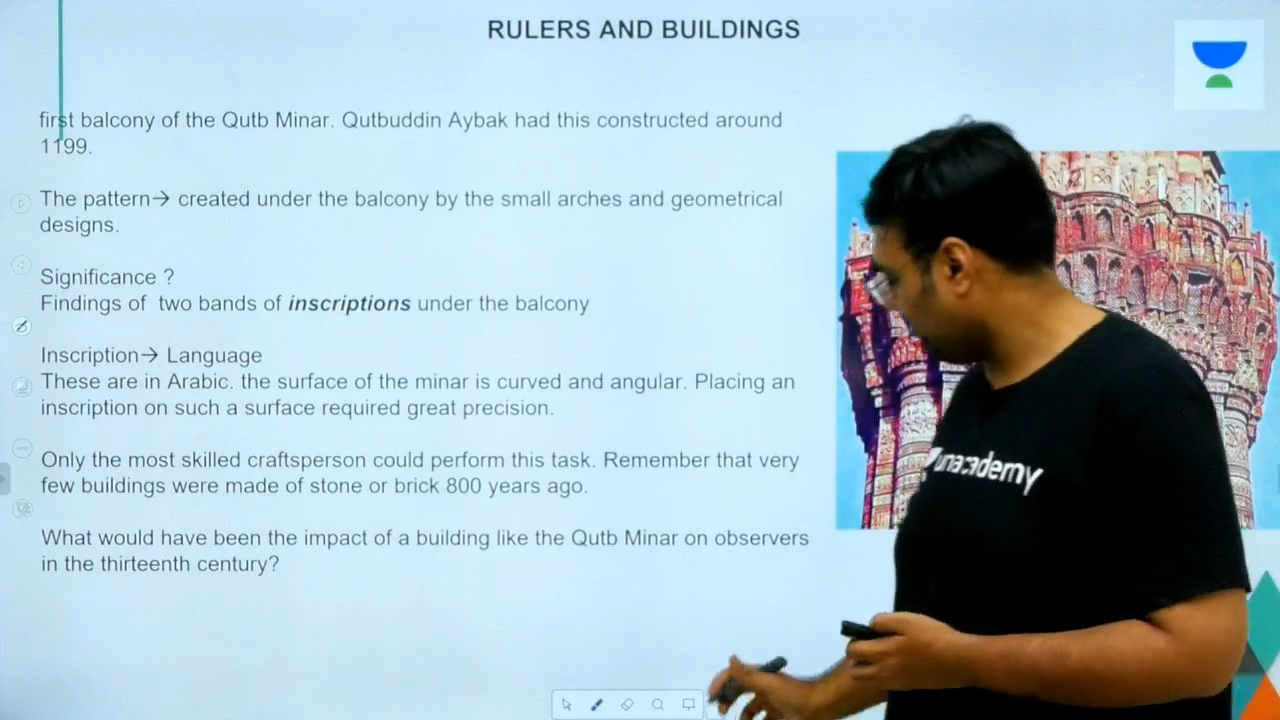 RULERS AND BUILDINGS
first balcony of the Qutb Minar. Qutbuddin Aybak had this constructed around
1199.
The pattern→ created under the balcony by the small arches and geometrical
designs.
Significance ?
Findings of two bands of inscriptions under the balcony
Inscription→ Language
These are in Arabic. the surface of the minar is curved and angular. Placing an
inscription on such a surface required great precision.
Only the most skilled craftsperson could perform this task. Remember that very
few buildings were made of stone or brick 800 years ago.
What would have been the impact of a building like the Qutb Minar on observers
in the thirteenth century?
unacademy